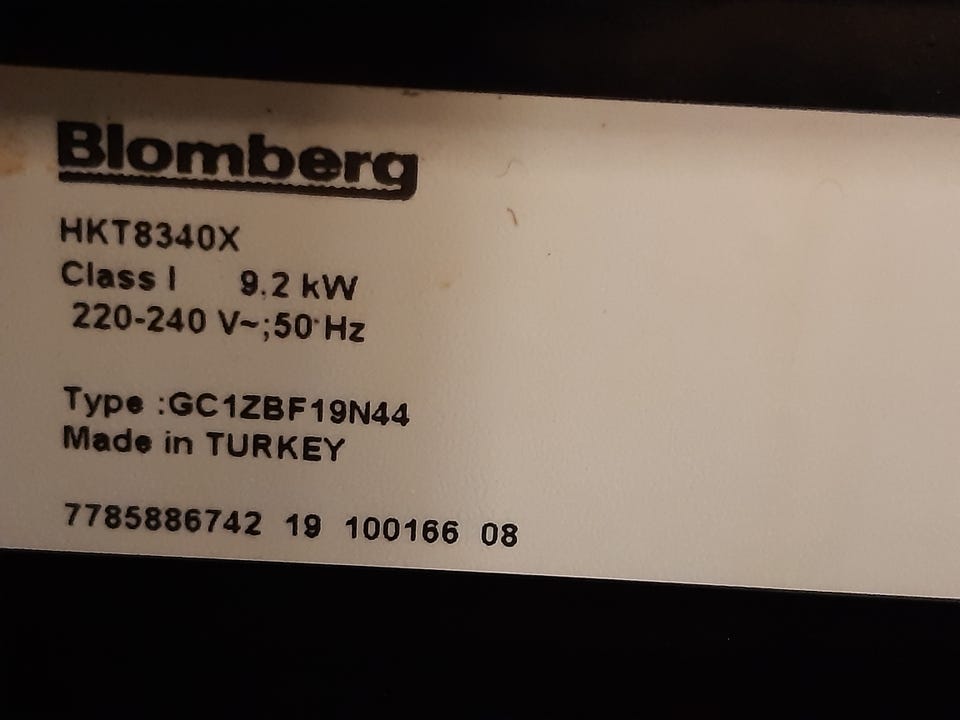 Blomberg
HKT8340X
Class I 9.2 kW
220-240 V~;50 Hz
Type :GC1ZBF19N44
Made in TURKEY
7785886742 19 100166 08